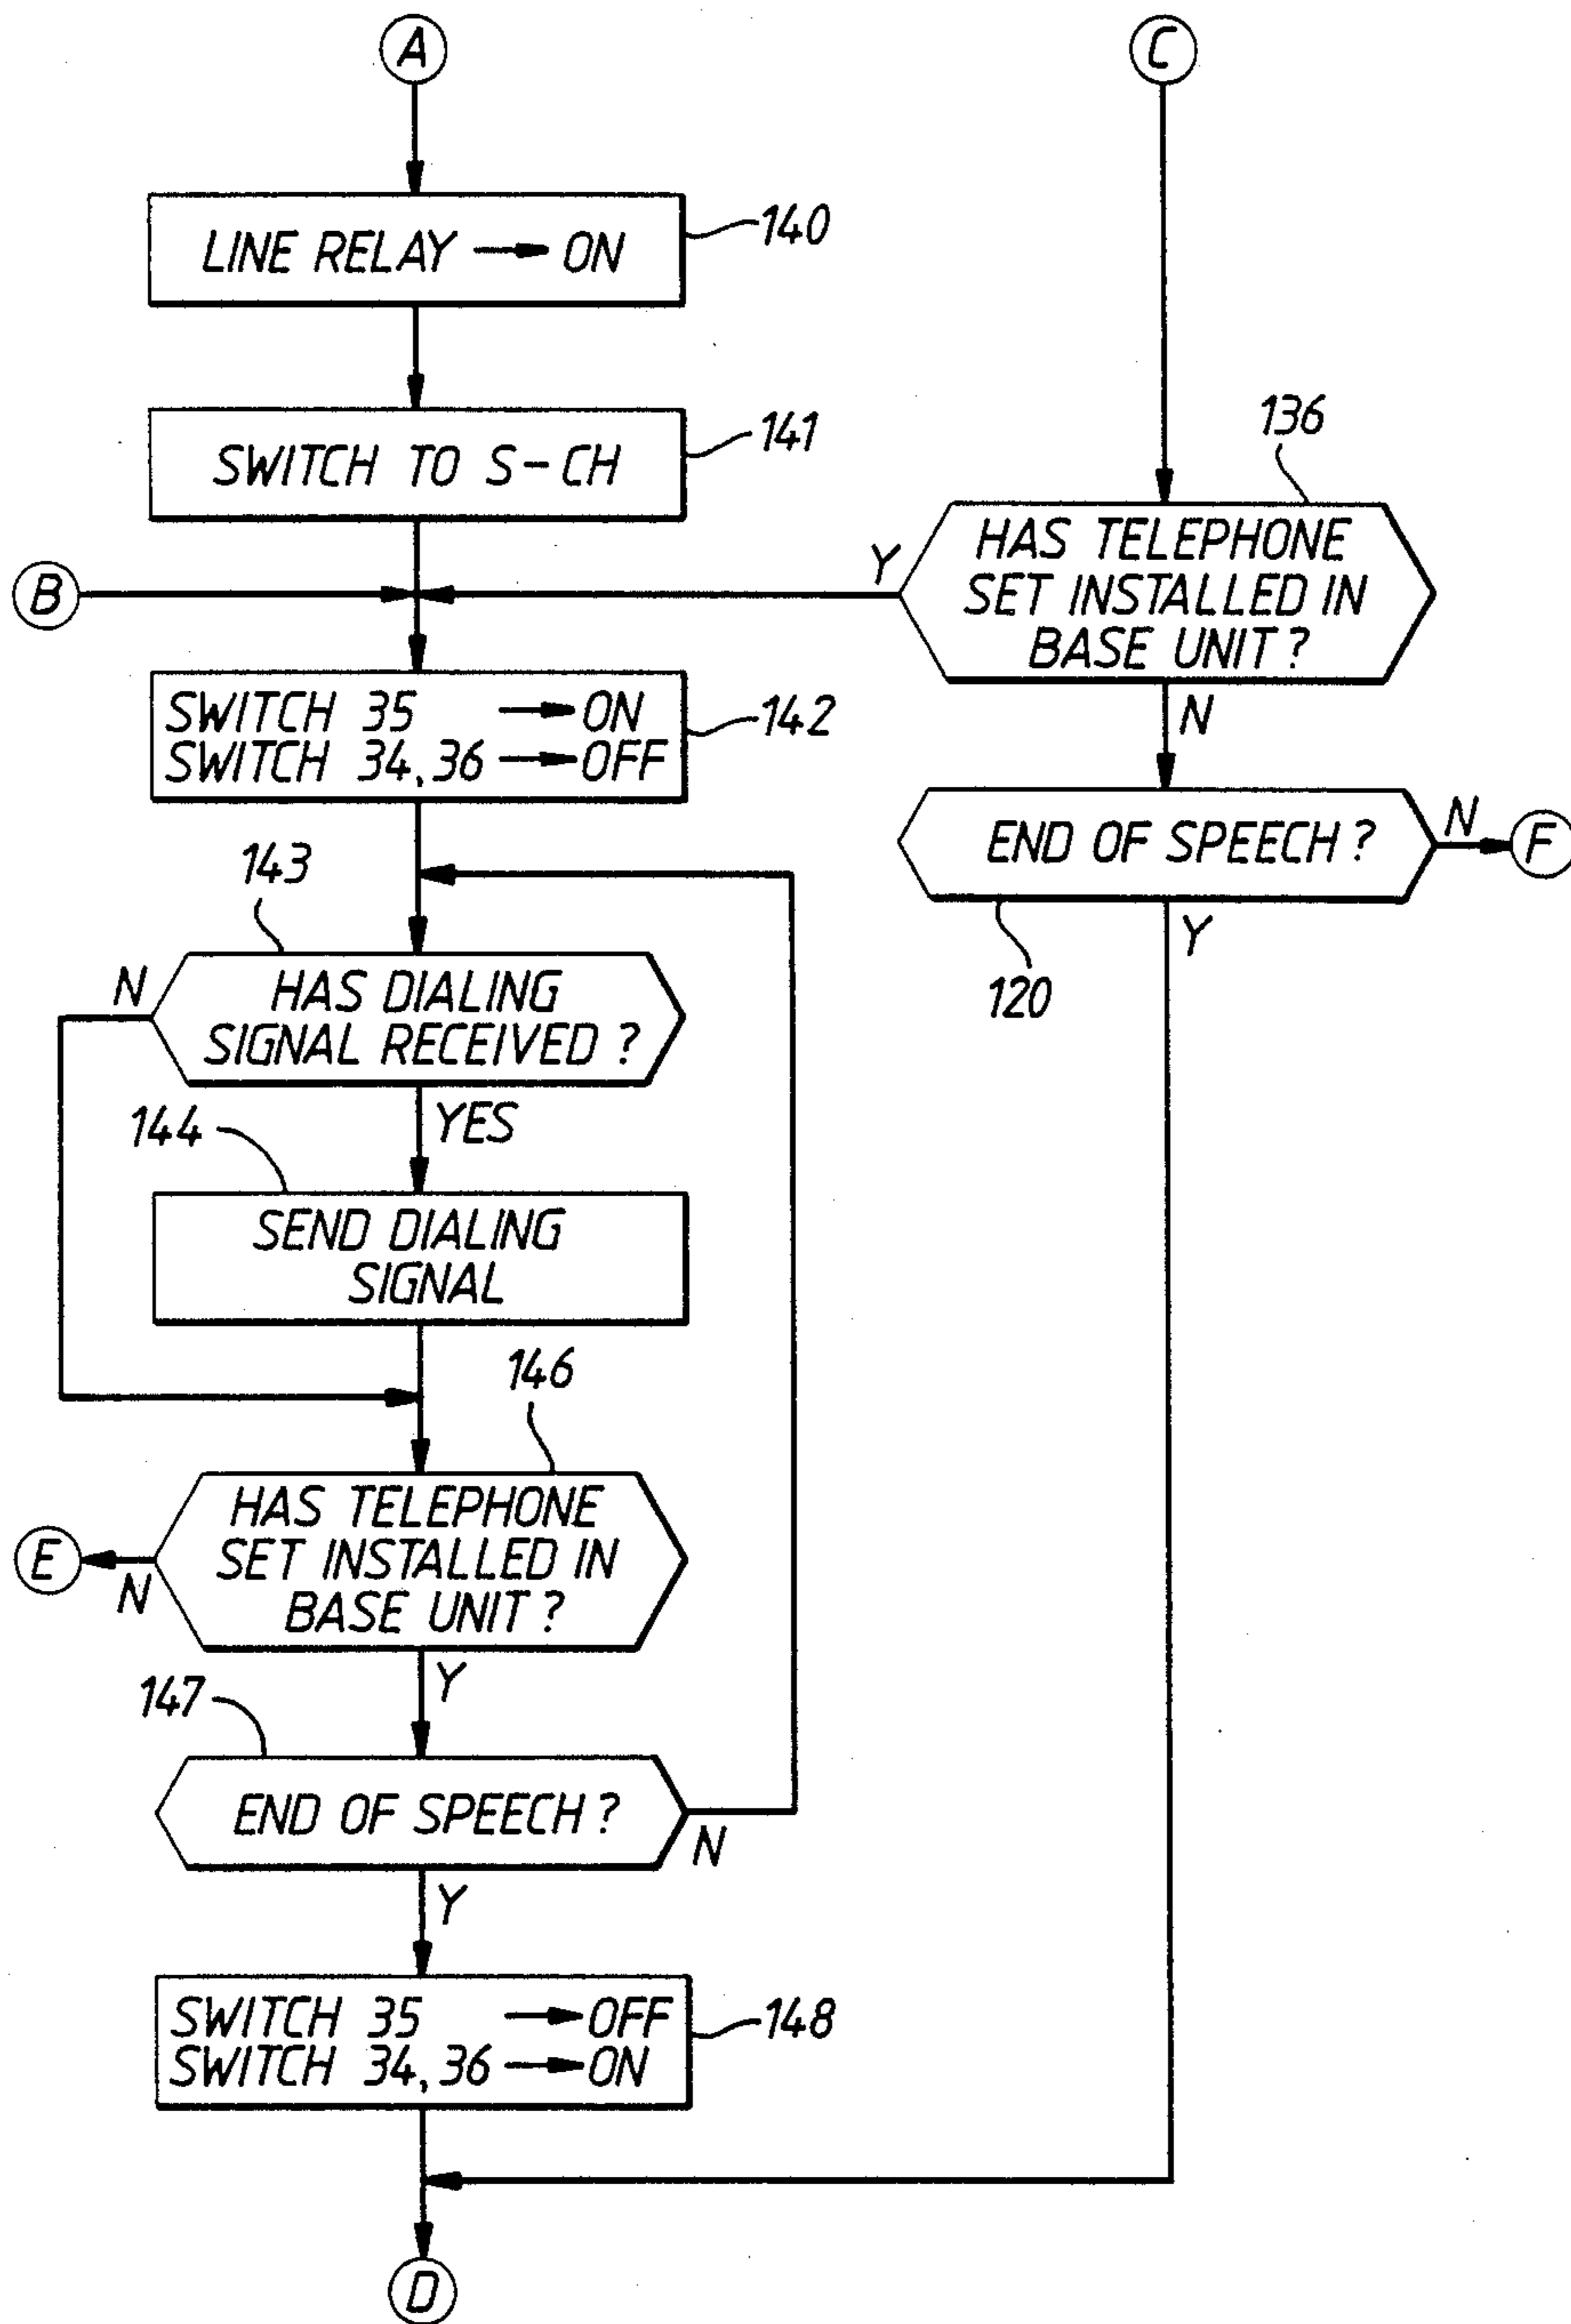 A
C
LINE RELAY → ON
140
SWITCH TO S-CH
141
136
HAS TELEPHONE
SET INSTALLED IN
BASE UNIT?
Y
B
N
SWITCH 35 → ON
SWITCH 34, 36 → OFF
142
END OF SPEECH?
N
F
120
Y
143
N
HAS DIALING
SIGNAL RECEIVED?
YES
144
SEND DIALING
SIGNAL
146
HAS TELEPHONE
SET INSTALLED IN
BASE UNIT?
E
N
Y
147
END OF SPEECH?
N
Y
SWITCH 35 → OFF
SWITCH 34, 36 → ON
148
D